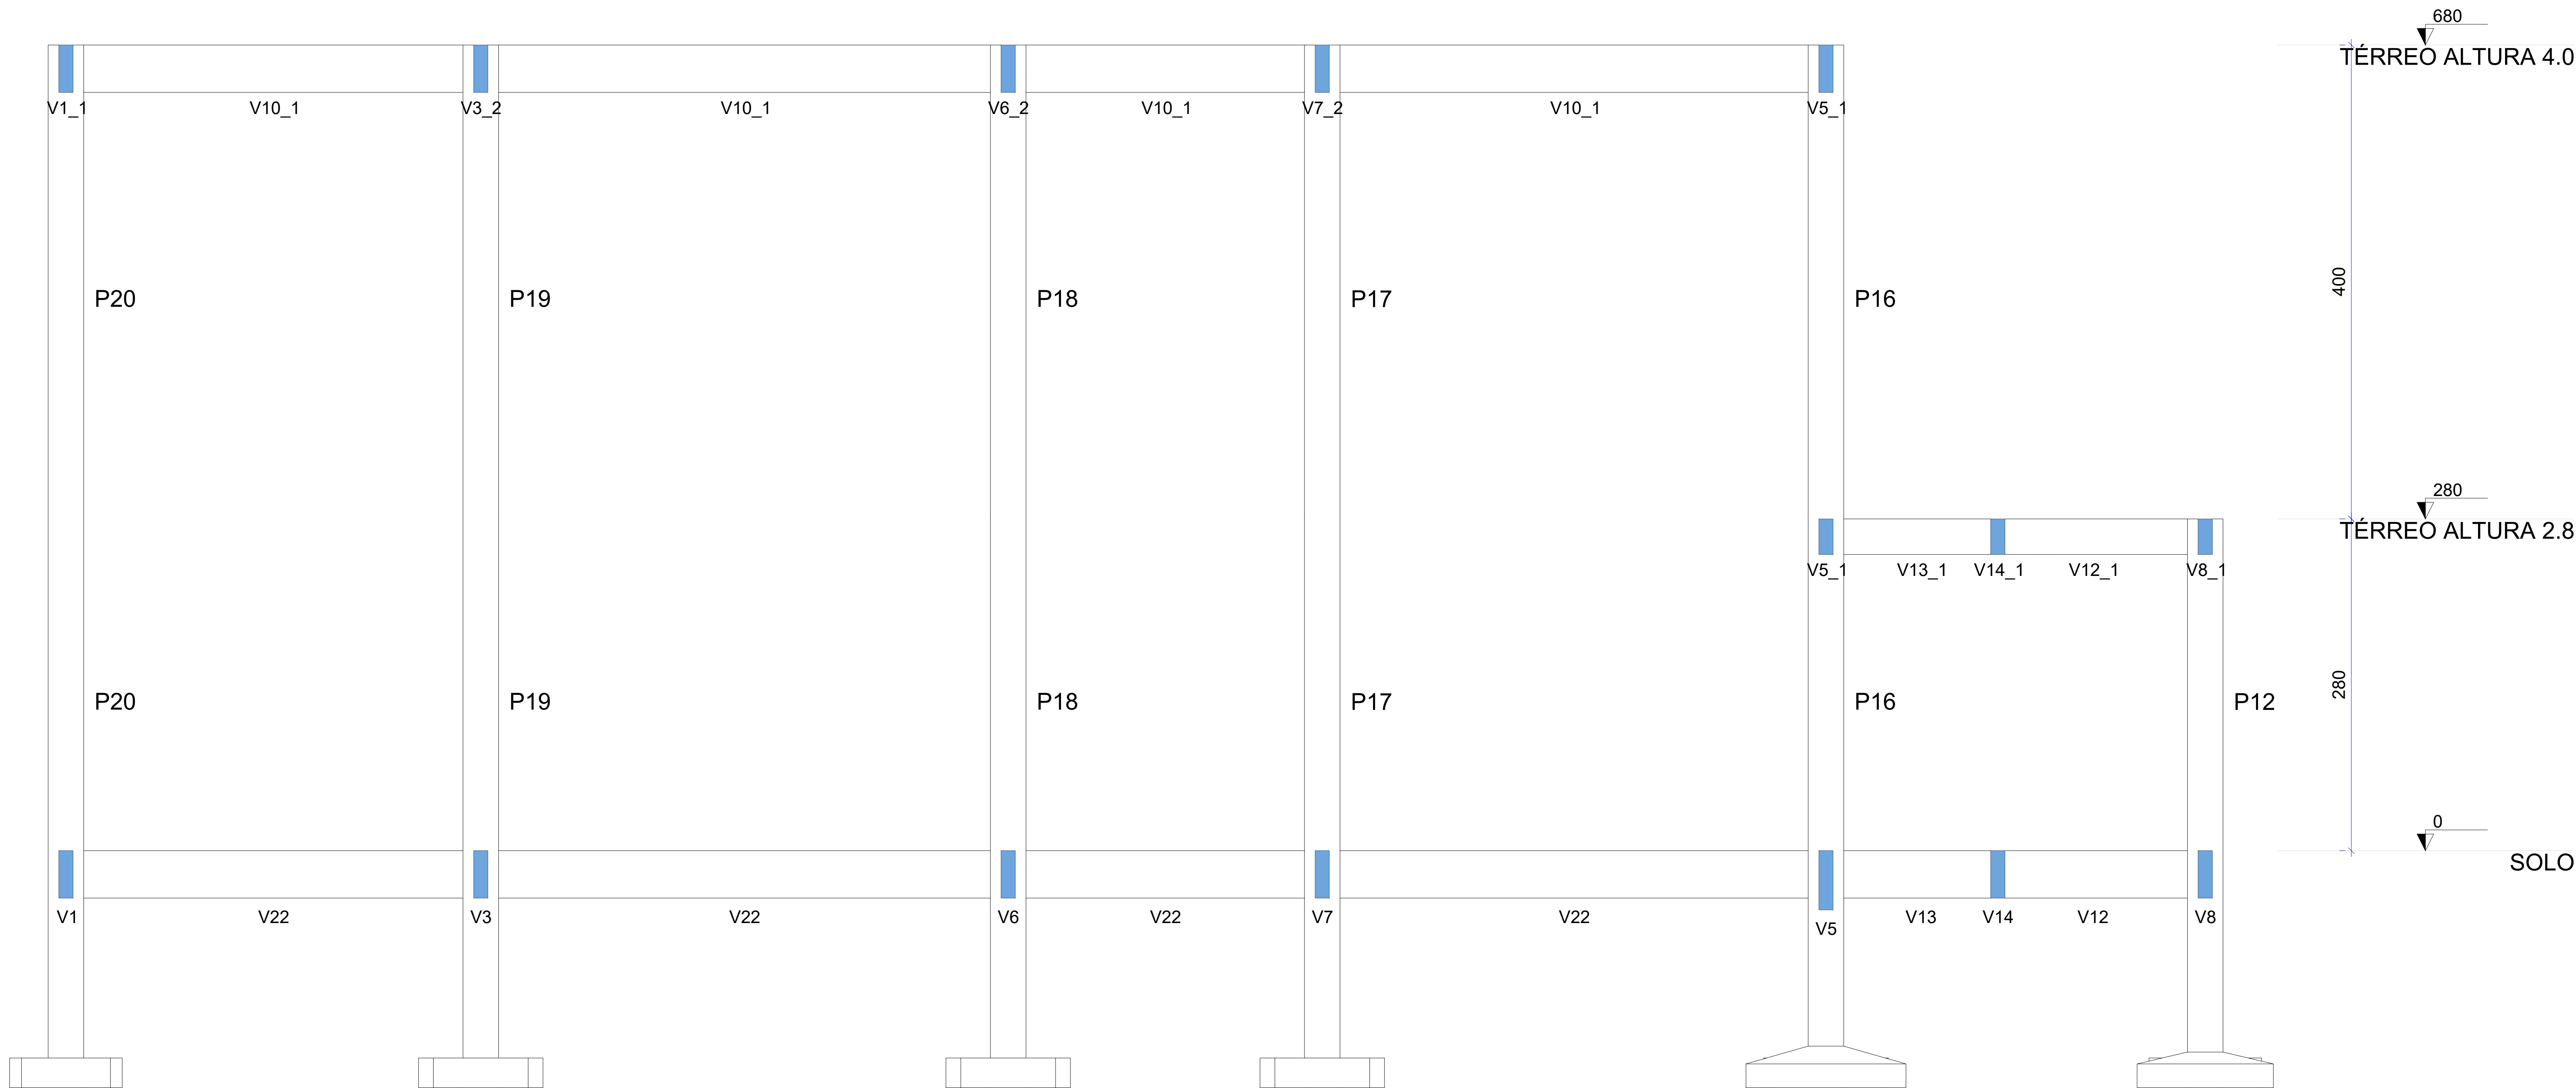 680
TÉRREO ALTURA 4.0
V1_1 V10_1 V3_2 V10_1 V6_2 V10_1 V7_2 V10_1 V5_1
400
P20 P19 P18 P17 P16
280
TÉRREO ALTURA 2.8
V5_1 V13_1 V14_1 V12_1 V8_1
280
P20 P19 P18 P17 P16 P12
0
SOLO
V1 V22 V3 V22 V6 V22 V7 V22 V5 V13 V14 V12 V8